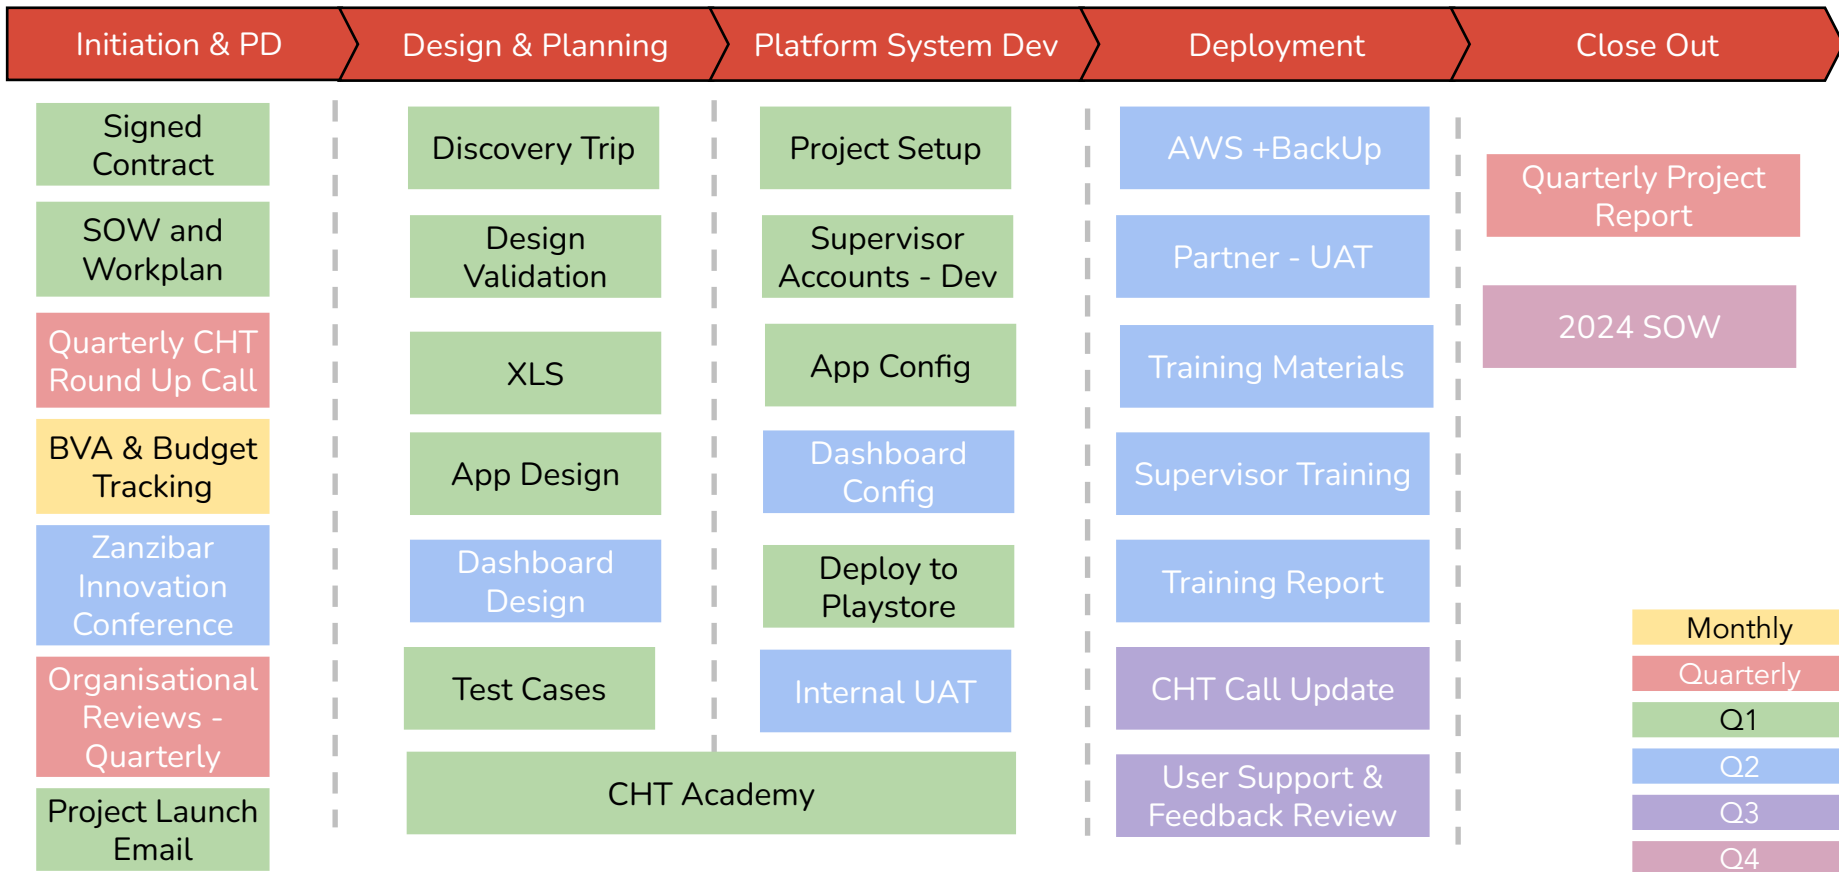 Initiation & PD
Design & Planning
Platform System Dev
Deployment
Close Out
Signed
Contract
SOW and
Workplan
Quarterly CHT
Round Up Call
BVA & Budget
Tracking
Zanzibar
Innovation
Conference
Organisational
Reviews -
Quarterly
Project Launch
Email
Discovery Trip
Design
Validation
XLS
App Design
Dashboard
Design
Test Cases
CHT Academy
Project Setup
Supervisor
Accounts - Dev
App Config
Dashboard
Config
Deploy to
Playstore
Internal UAT
AWS +BackUp
Partner - UAT
Training Materials
Supervisor Training
Training Report
CHT Call Update
User Support &
Feedback Review
Quarterly Project
Report
2024 SOW
Monthly
Quarterly
Q1
Q2
Q3
Q4